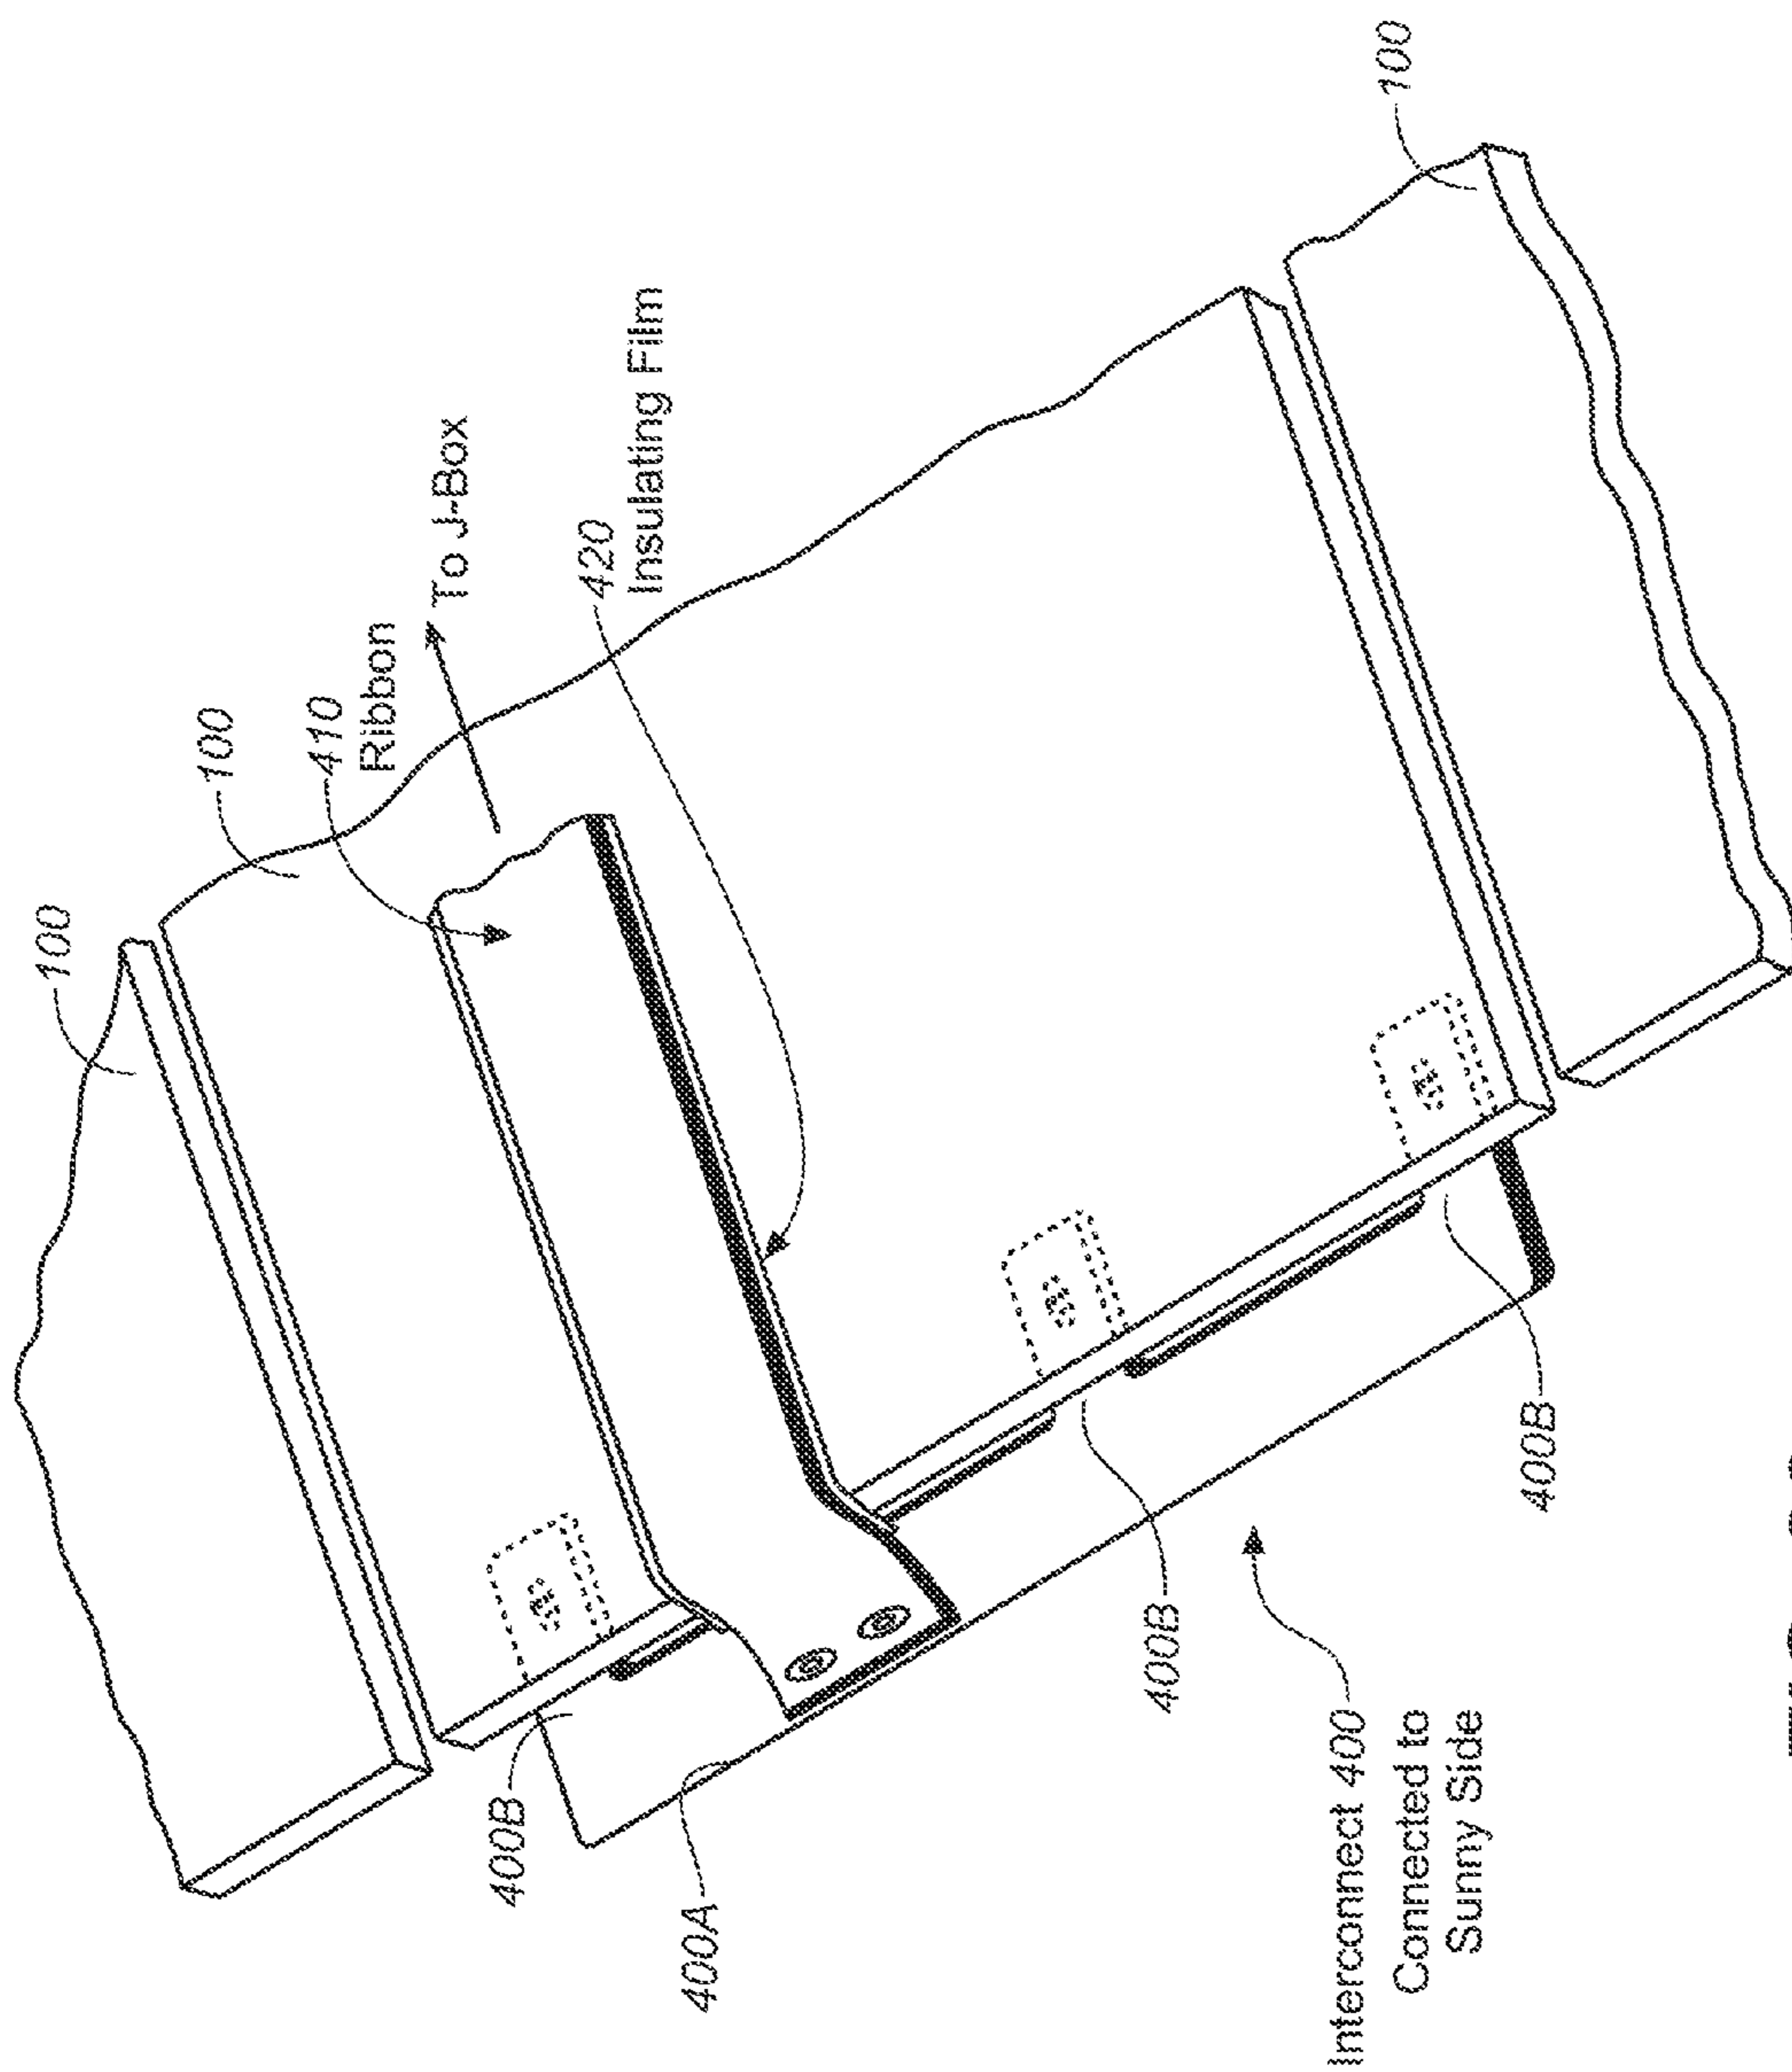 100
100
410
Ribbon
To J-Box
420
Insulating Film
100
400B
400A
400B
400B
Interconnect 400
Connected to
Sunny Side